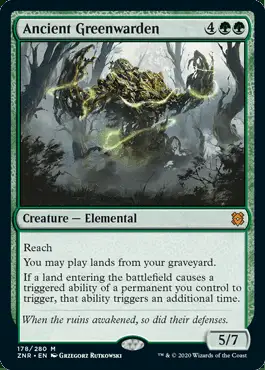 Ancient Greenwarden 4
Creature — Elemental
Reach
You may play lands from your graveyard.
If a land entering the battlefield causes a
triggered ability of a permanent you control to
trigger, that ability triggers an additional time.
When the ruins awakened, so did their defenses.
5/7
178/280 M
ZNR • EN Grzegorz Rutkowski ™ & © 2020 Wizards of the Coast